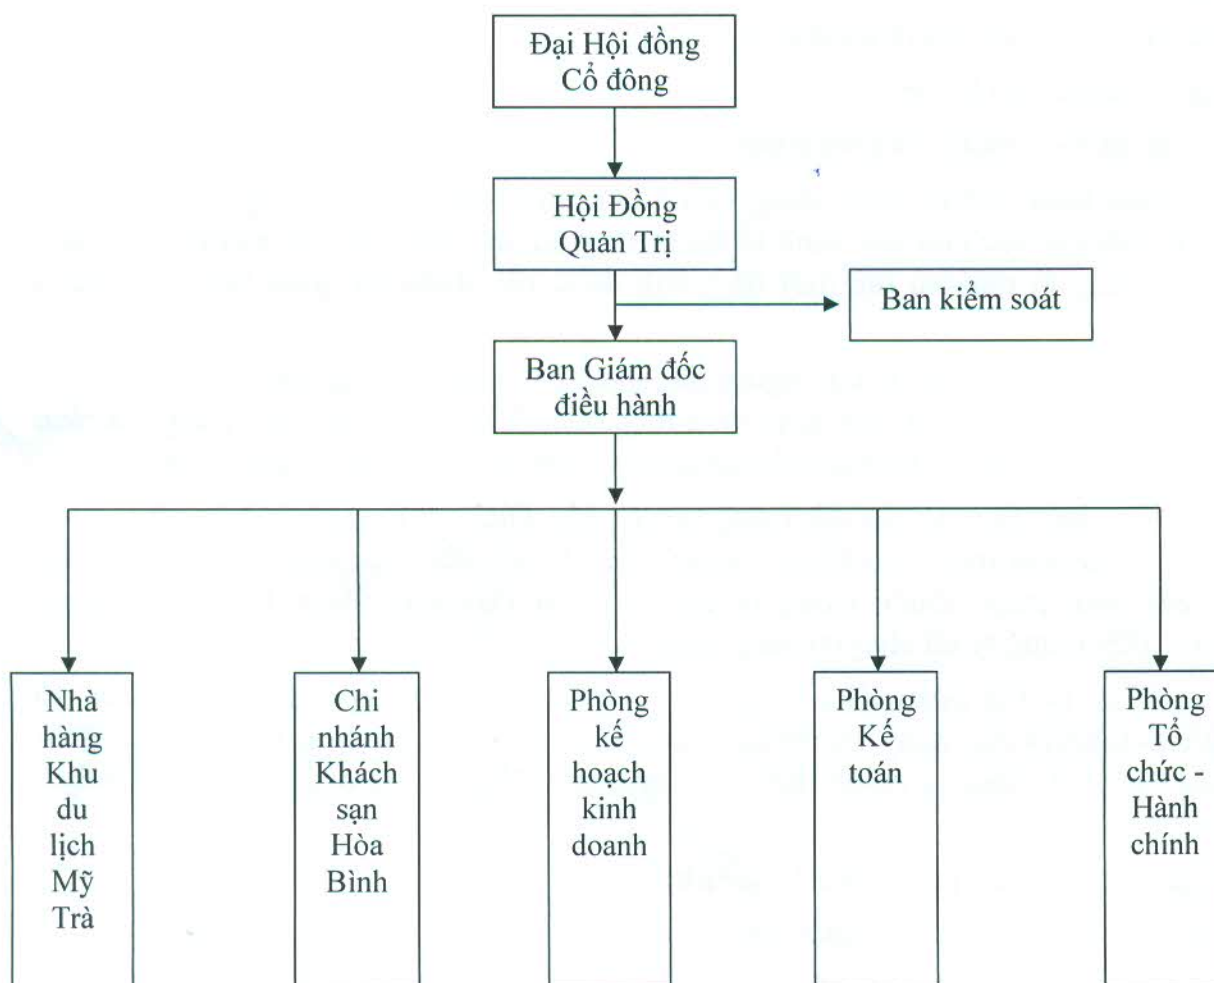 Đại Hội đồng
Cổ đông
Hội Đồng
Quản Trị
Ban kiểm soát
Ban Giám đốc
điều hành
Nhà
hàng
Khu
du
lịch
Mỹ
Trà
Chi
nhánh
Khách
sạn
Hòa
Bình
Phòng
kế
hoạch
kinh
doanh
Phòng
Kế
toán
Phòng
Tổ
chức -
Hành
chính